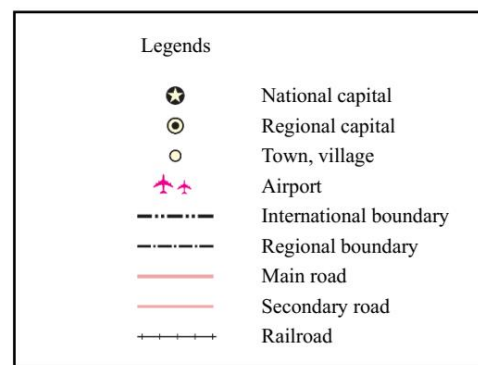 Legends
National capital
Regional capital
Town, village
Airport
International boundary
Regional boundary
Main road
Secondary road
Railroad